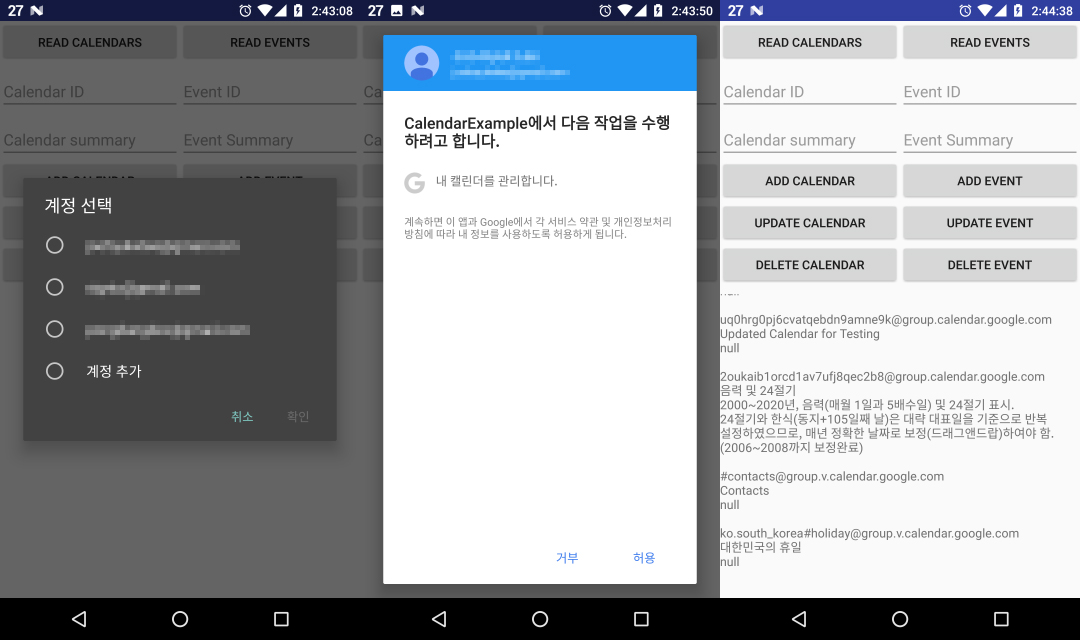 27 2:43:08
READ CALENDARS READ EVENTS
Calendar ID Event ID
Calendar summary Event Summary
ADD CALENDAR ADD EVENT
계정 선택
계정 추가
취소 확인
27 2:43:50
CalendarExample에서 다음 작업을 수행
하려고 합니다.
G 내 캘린더를 관리합니다.
계속하면 이 앱과 Google에서 각 서비스 약관 및 개인정보처리
방침에 따라 내 정보를 사용하도록 허용하게 됩니다.
거부 허용
27 2:44:38
READ CALENDARS READ EVENTS
Calendar ID Event ID
Calendar summary Event Summary
ADD CALENDAR ADD EVENT
UPDATE CALENDAR UPDATE EVENT
DELETE CALENDAR DELETE EVENT
null
uq0hrg0pj6cvatqebdn9amne9k@group.calendar.google.com
Updated Calendar for Testing
null
2oukaib1orcd1av7ufj8qec2b8@group.calendar.google.com
음력 및 24절기
2000~2020년, 음력(매월 1일과 5배수일) 및 24절기 표시.
24절기와 한식(동지+105일째 날)은 대략 대표일을 기준으로 반복
설정하였으므로, 매년 정확한 날짜로 보정(드래그앤드랍)하여야 함.
(2006~2008까지 보정완료)
#contacts@group.v.calendar.google.com
Contacts
null
ko.south_korea#holiday@group.v.calendar.google.com
대한민국의 휴일
null